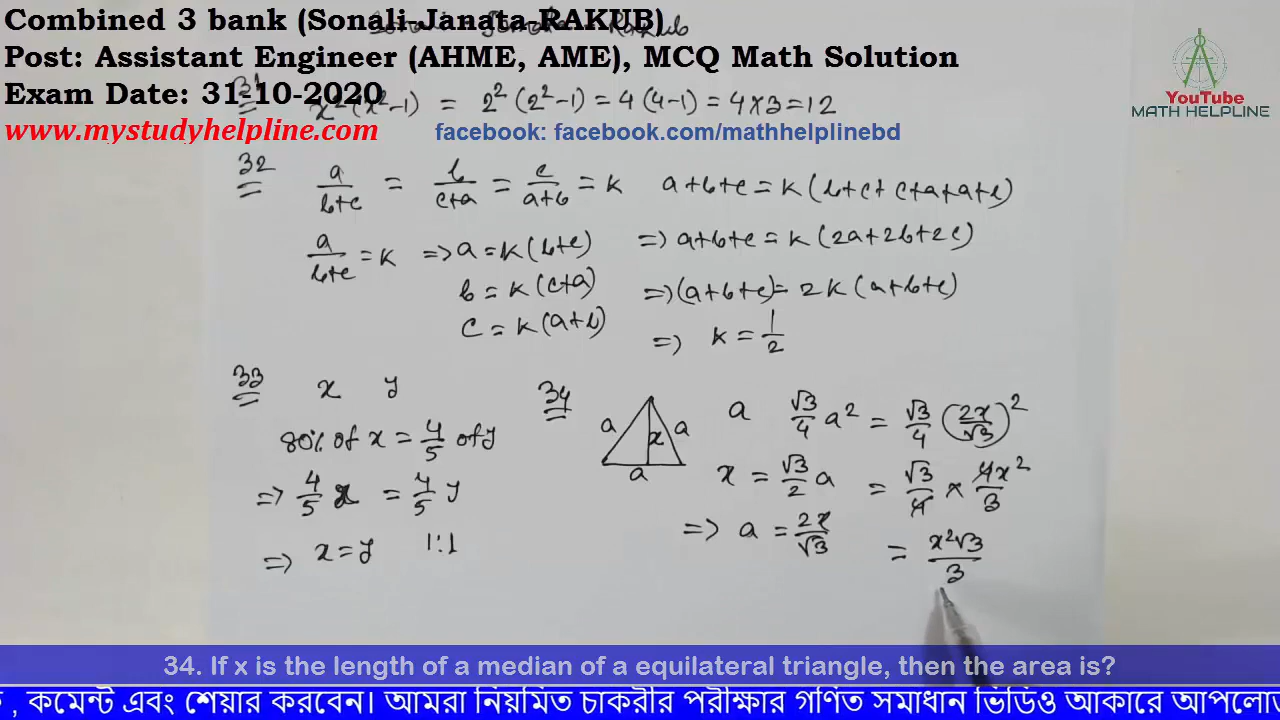 Combined 3 bank (Sonali-Janata-RAKUB)
Post: Assistant Engineer (AHME, AME), MCQ Math Solution
Exam Date: 31-10-2020
www.mystudyhelpline.com
facebook: facebook.com/mathhelplinebd
YouTube
MATH HELPLINE
31
x²(x²-1) = 2²(2²-1) = 4(4-1) = 4×3 = 12
32
a/(b+c) = b/(c+a) = c/(a+b) = k
a/(b+c) = k => a = k(b+c)
b = k(c+a)
c = k(a+b)
a+b+c = k(b+c+c+a+a+b)
=> a+b+c = k(2a+2b+2c)
=> (a+b+c) = 2k(a+b+c)
=> k = 1/2
33
x y
80% of x = 4/5 of y
=> 4/5 x = 4/5 y
=> x = y 1:1
34
a x a
a
a √3/4 a² = √3/4 (2x/√3)²
x = √3/2 a = √3/4 × 4x²/3
=> a = 2x/√3 = x²√3/3
34. If x is the length of a median of a equilateral triangle, then the area is?
, কমেন্ট এবং শেয়ার করবেন। আমরা নিয়মিত চাকরীর পরীক্ষার গণিত সমাধান ভিডিও আকারে আপলোড